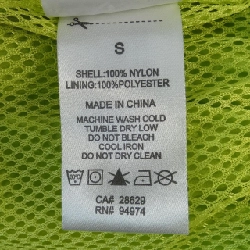 S
SHELL:100% NYLON
LINING:100%POLYESTER
MADE IN CHINA
MACHINE WASH COLD
TUMBLE DRY LOW
DO NOT BLEACH
COOL IRON
DO NOT DRY CLEAN
CA# 28629
RN# 94974